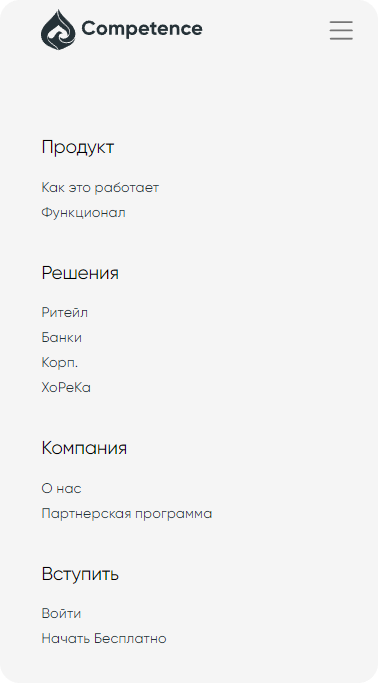 Competence
Продукт
Как это работает
Функционал
Решения
Ритейл
Банки
Корп.
ХоРеКа
Компания
О нас
Партнерская программа
Вступить
Войти
Начать Бесплатно